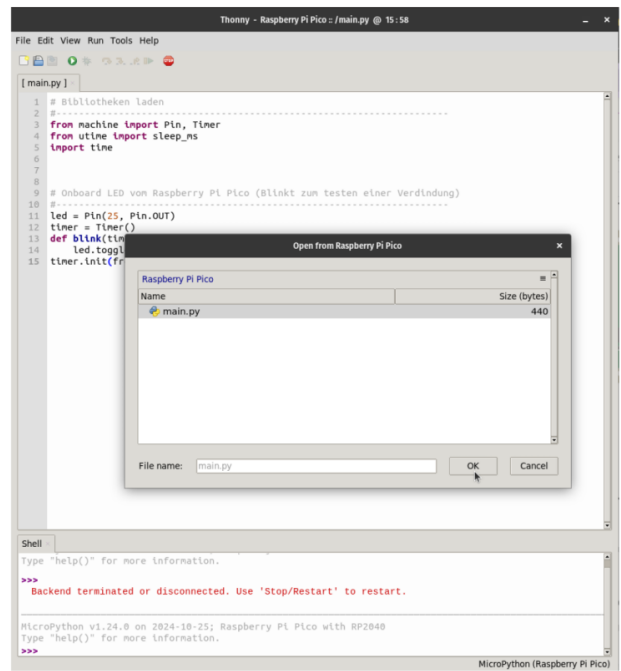 Thonny - Raspberry Pi Pico :: /main.py @ 15:58
File Edit View Run Tools Help
[ main.py ]
1 # Bibliotheken laden
2 #----------------------------------------------------------------
3 from machine import Pin, Timer
4 from utime import sleep_ms
5 import time
6
7
8
9 # Onboard LED vom Raspberry Pi Pico (Blinkt zum testen einer Verdindung)
10 #----------------------------------------------------------------
11 led = Pin(25, Pin.OUT)
12 timer = Timer()
13 def blink(tim
14 led.toggl
15 timer.init(fr
Open from Raspberry Pi Pico
Raspberry Pi Pico
Name Size (bytes)
main.py 440
File name: main.py OK Cancel
Shell
Type "help()" for more information.
>>>
Backend terminated or disconnected. Use 'Stop/Restart' to restart.
MicroPython v1.24.0 on 2024-10-25; Raspberry Pi Pico with RP2040
Type "help()" for more information.
>>>
MicroPython (Raspberry Pi Pico)